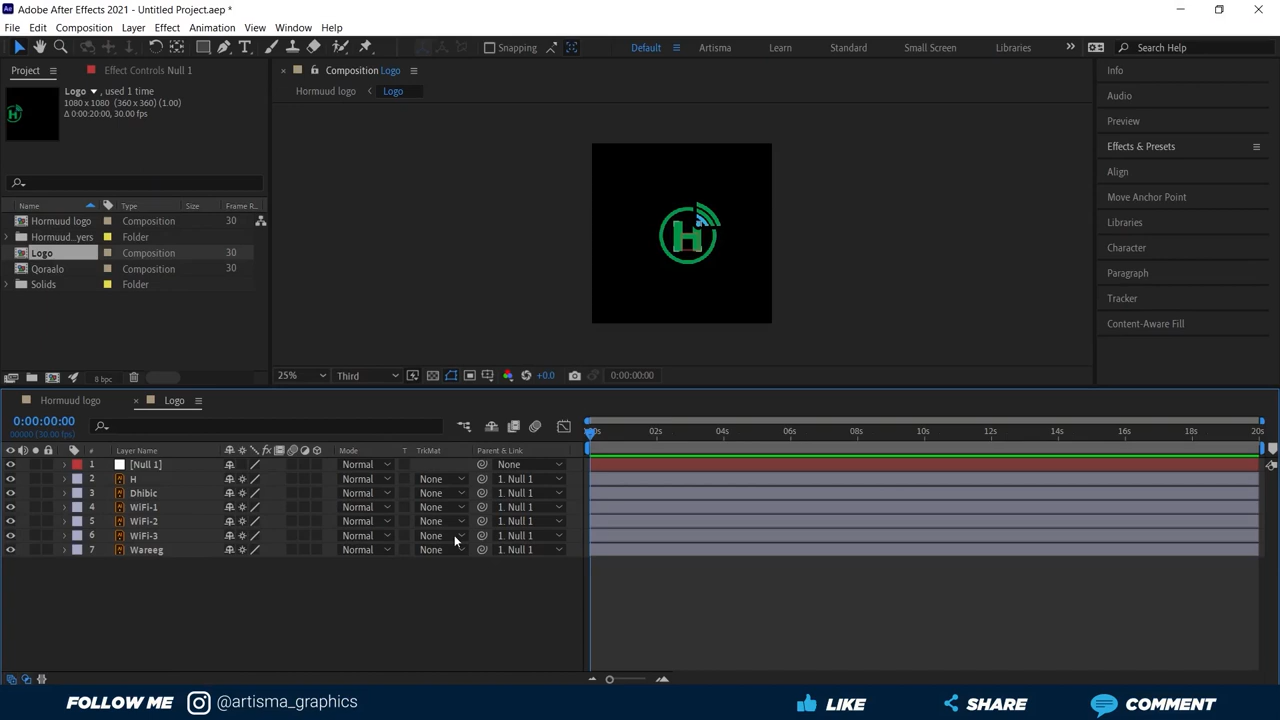 Adobe After Effects 2021 - Untitled Project.aep *
File Edit Composition Layer Effect Animation View Window Help
Snapping
Default Artisma Learn Standard Small Screen Libraries
Search Help
Project Effect Controls Null 1
Composition Logo
Hormuud logo Logo
Logo , used 1 time
1080 x 1080 (360 x 360) (1.00)
Δ 0:00:20:00, 30.00 fps
Name Type Size Frame R...
Hormuud logo Composition 30
Hormuud...yers Folder
Logo Composition 30
Qoraalo Composition 30
Solids Folder
8 bpc
H
25% Third +0.0 0:00:00:00
Info
Audio
Preview
Effects & Presets
Align
Move Anchor Point
Libraries
Character
Paragraph
Tracker
Content-Aware Fill
Hormuud logo Logo
0:00:00:00
00000 (30.00 fps)
# Layer Name Mode T TrkMat Parent & Link
02s 04s 06s 08s 10s 12s 14s 16s 18s 20s
1 [Null 1] Normal None
2 H Normal None 1. Null 1
3 Dhibic Normal None 1. Null 1
4 WiFi-1 Normal None 1. Null 1
5 WiFi-2 Normal None 1. Null 1
6 WiFi-3 Normal None 1. Null 1
7 Wareeg Normal None 1. Null 1
FOLLOW ME @artisma_graphics LIKE SHARE COMMENT